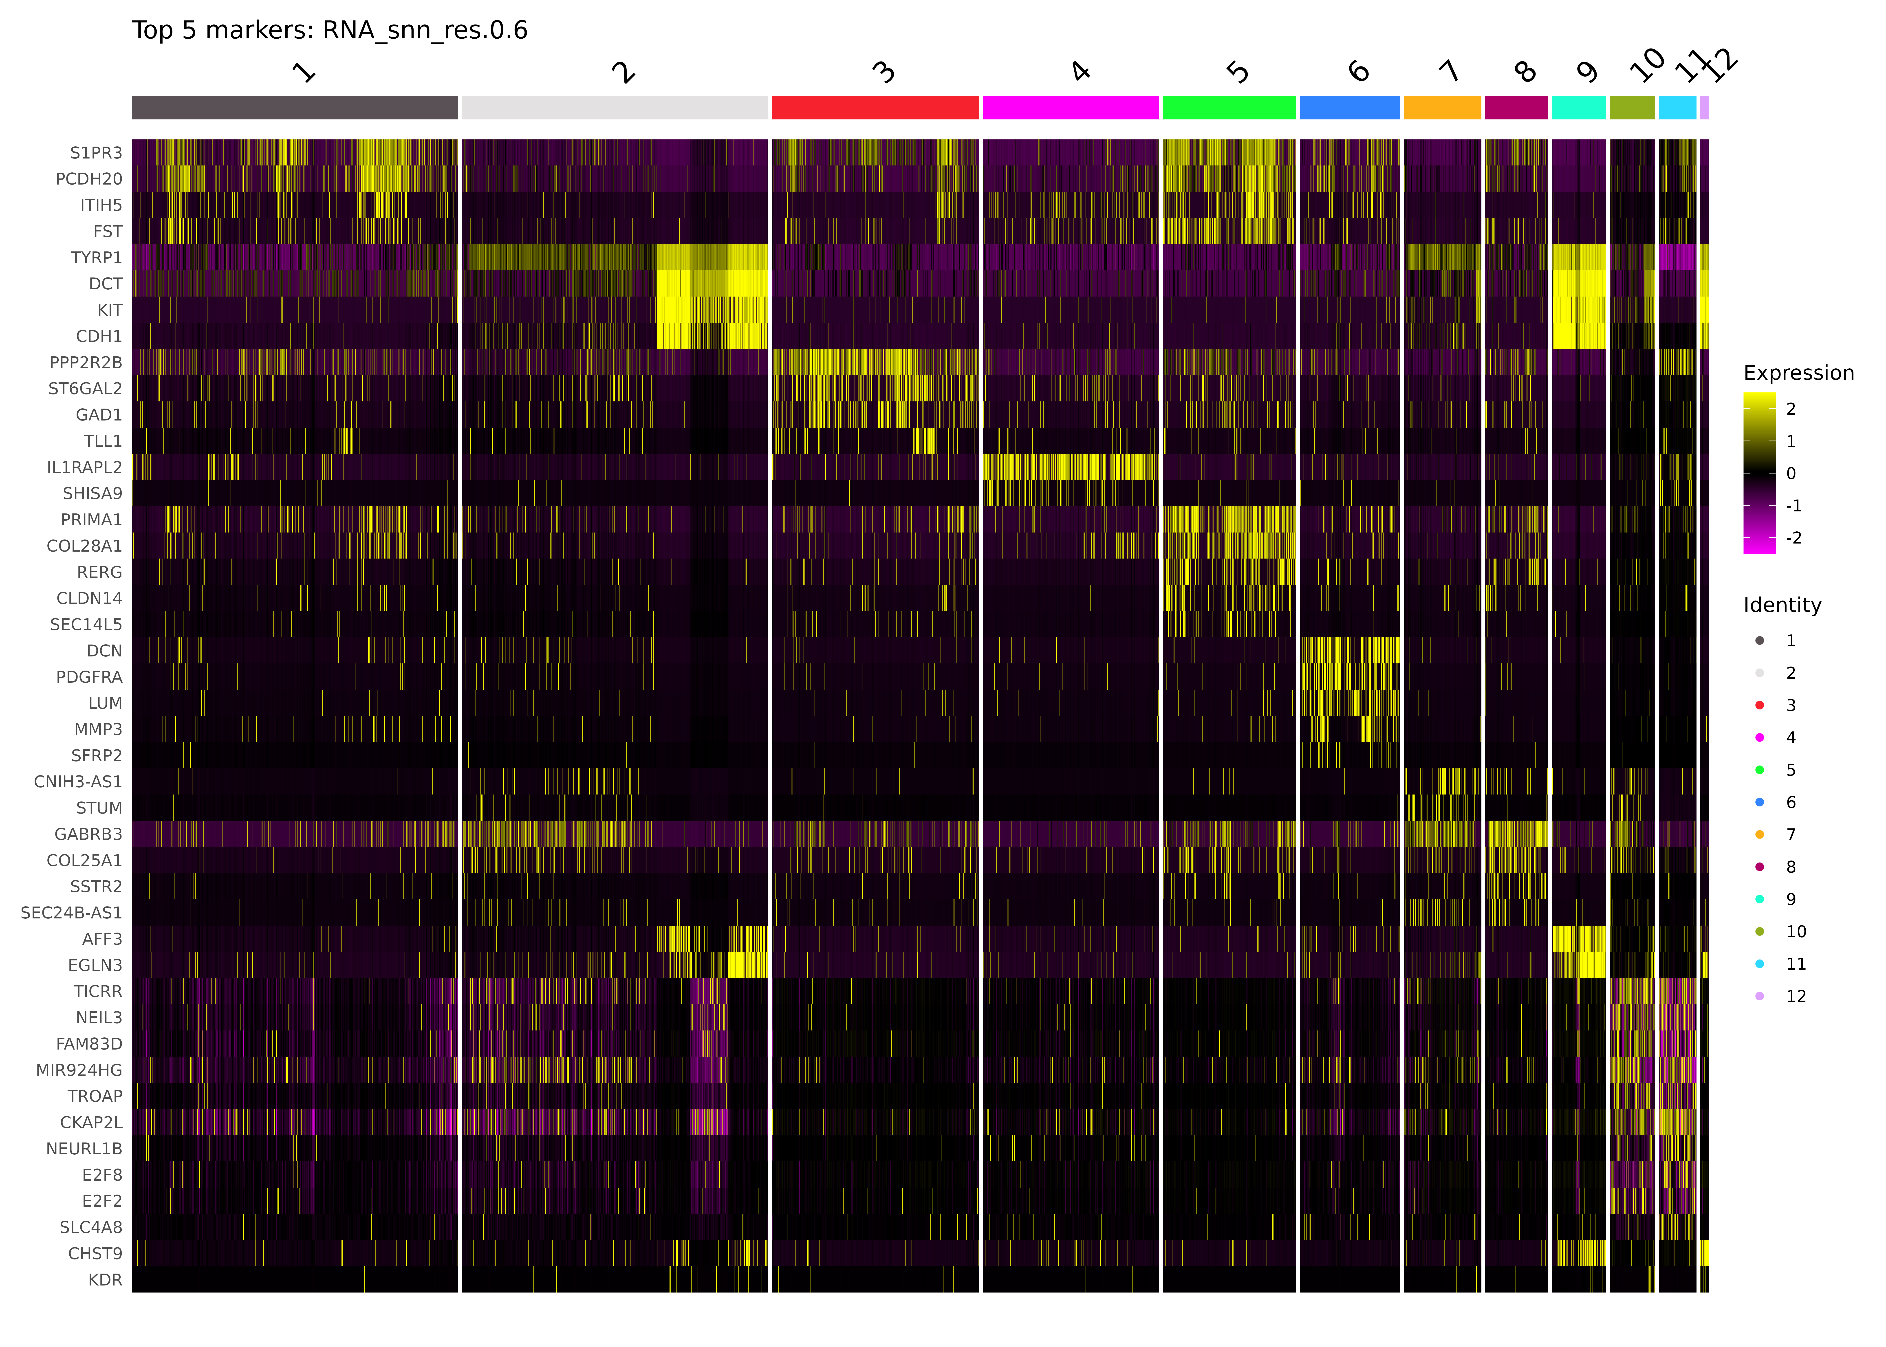 Top 5 markers: RNA_snn_res.0.6
1 2 3 4 5 6 7 8 9 10 11 12
S1PR3
PCDH20
ITIH5
FST
TYRP1
DCT
KIT
CDH1
PPP2R2B
ST6GAL2
GAD1
TLL1
IL1RAPL2
SHISA9
PRIMA1
COL28A1
RERG
CLDN14
SEC14L5
DCN
PDGFRA
LUM
MMP3
SFRP2
CNIH3-AS1
STUM
GABRB3
COL25A1
SSTR2
SEC24B-AS1
AFF3
EGLN3
TICRR
NEIL3
FAM83D
MIR924HG
TROAP
CKAP2L
NEURL1B
E2F8
E2F2
SLC4A8
CHST9
KDR
Expression
2
1
0
-1
-2
Identity
1
2
3
4
5
6
7
8
9
10
11
12